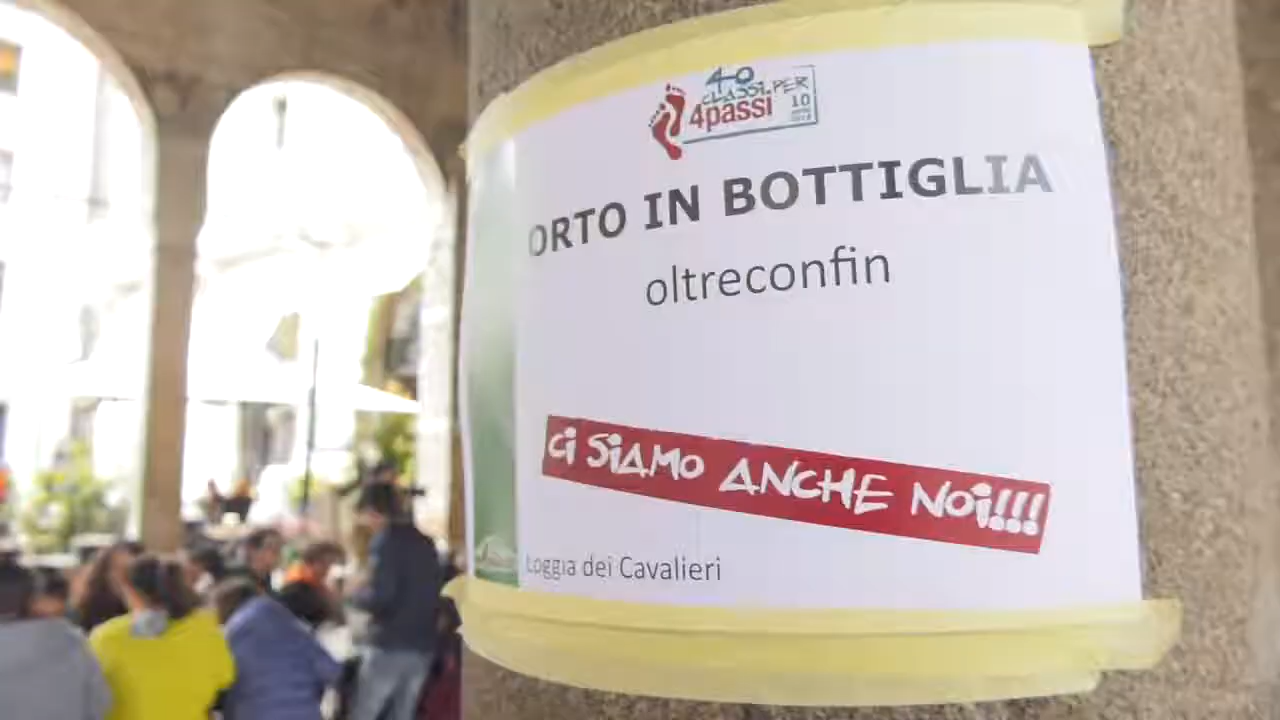 40
CLASSI PER
4passi
10
ORTO IN BOTTIGLIA
oltreconfin
Ci SiAMO ANCHE Noi!!!
Loggia dei Cavalieri